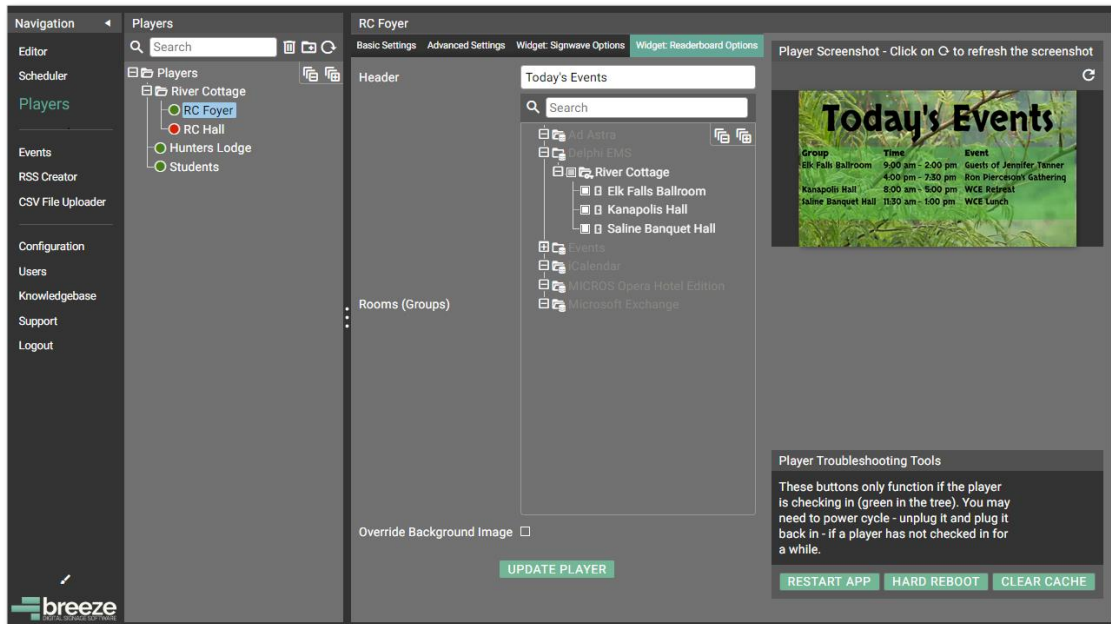 Navigation
Editor
Scheduler
Players
Events
RSS Creator
CSV File Uploader
Configuration
Users
Knowledgebase
Support
Logout
breeze
DIGITAL SIGNAGE SOFTWARE
Players
Search
Players
River Cottage
RC Foyer
RC Hall
Hunters Lodge
Students
RC Foyer
Basic Settings Advanced Settings Widget: Signwave Options Widget: Readerboard Options
Header Today's Events
Search
Ad Astra
Delphi EMS
River Cottage
Elk Falls Ballroom
Kanapolis Hall
Saline Banquet Hall
Events
iCalendar
MICROS Opera Hotel Edition
Rooms (Groups) Microsoft Exchange
Override Background Image
UPDATE PLAYER
Player Screenshot - Click on to refresh the screenshot
Today's Events
Group Time Event
Elk Falls Ballroom 9:00 am - 2:00 pm Guests of Jennifer Tanner
4:00 pm - 7:30 pm Ron Pierceson's Gathering
Kanapolis Hall 8:00 am - 5:00 pm WCE Retreat
Saline Banquet Hall 11:30 am - 1:00 pm WCE Lunch
Player Troubleshooting Tools
These buttons only function if the player
is checking in (green in the tree). You may
need to power cycle - unplug it and plug it
back in - if a player has not checked in for
a while.
RESTART APP HARD REBOOT CLEAR CACHE